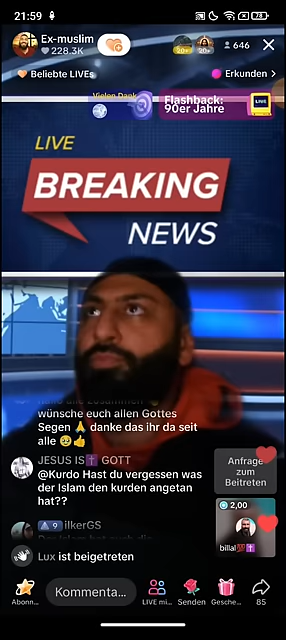 21:59
78
Ex-muslim
228.3K
20+
646
Beliebte LIVEs
Erkunden >
Vielen Dank
Flashback:
90er Jahre
LIVE
LIVE
BREAKING
NEWS
wünsche euch allen Gottes
Segen 🙏 danke das ihr da seit
alle 🥹👍
JESUS IS✝️ GOTT
@Kurdo Hast du vergessen was
der Islam den kurden angetan
hat??
9 ilkerGS
Lux ist beigetreten
Anfrage
zum
Beitreten
2,00
billal💯✝️
Kommenta...
Abonn...
LIVE mi...
Senden
Gesche...
85